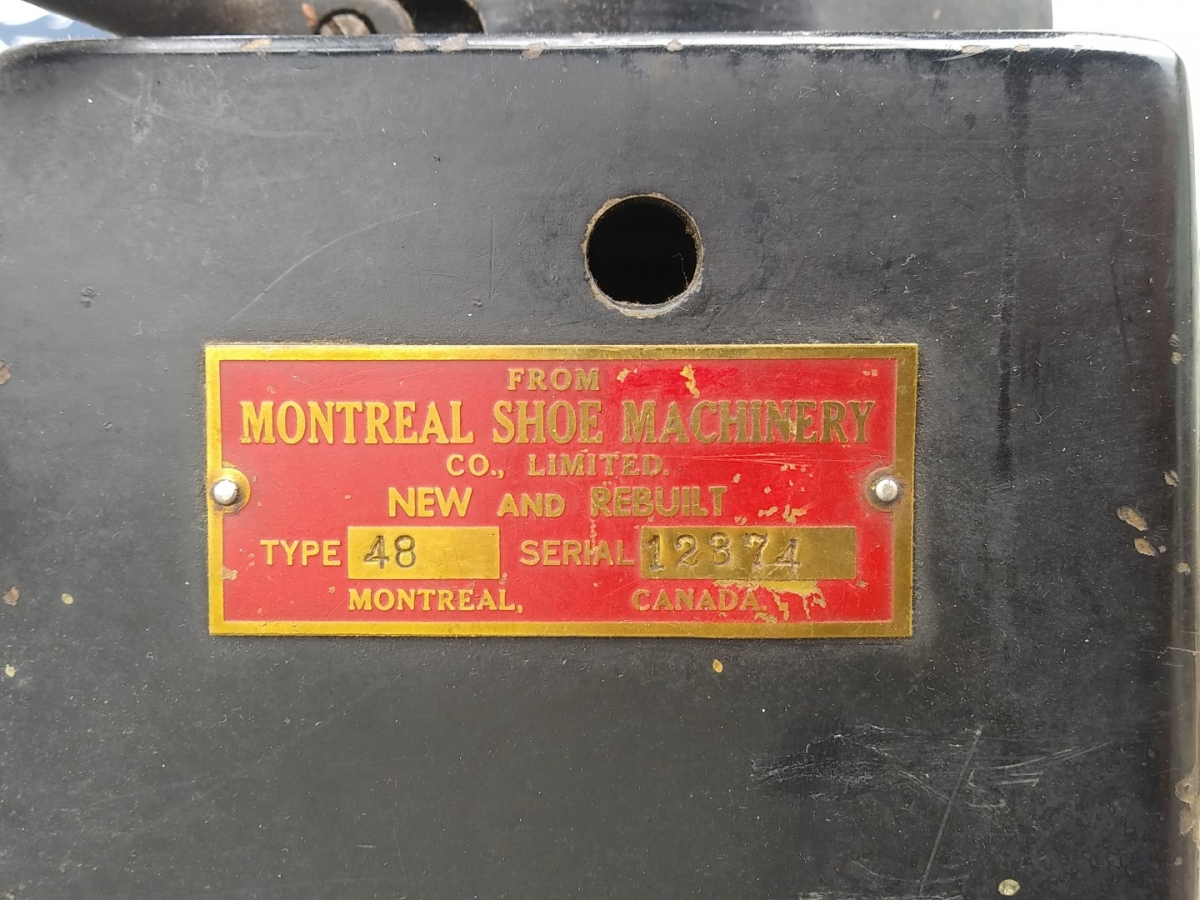 FROM
MONTREAL SHOE MACHINERY
CO., LIMITED.
NEW AND REBUILT
TYPE 48 SERIAL 12374
MONTREAL, CANADA.